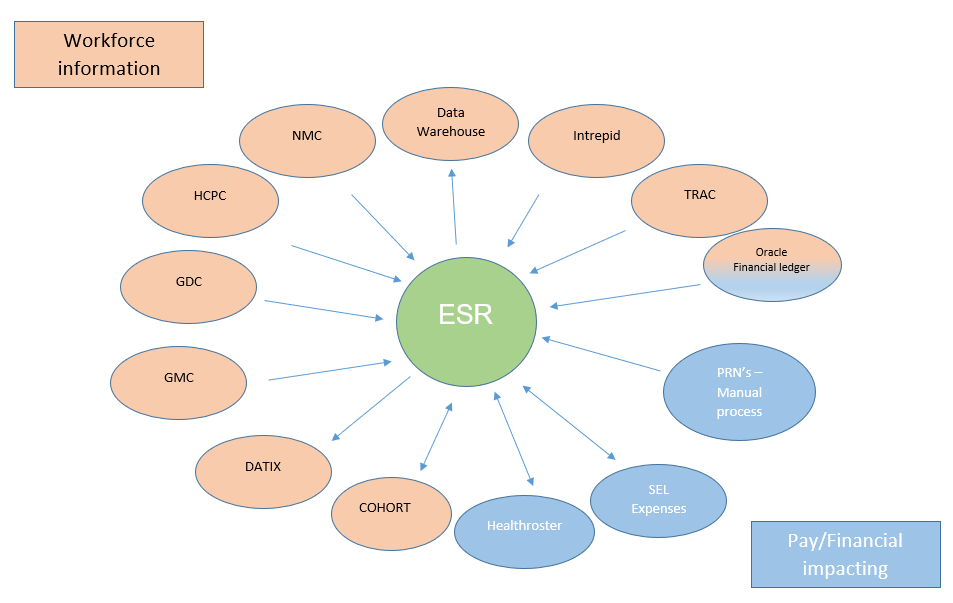 Workforce
information
Data
Warehouse
NMC
Intrepid
HCPC
TRAC
Oracle
Financial ledger
GDC
ESR
GMC
PRN's –
Manual
process
DATIX
COHORT
Healthroster
SEL
Expenses
Pay/Financial
impacting